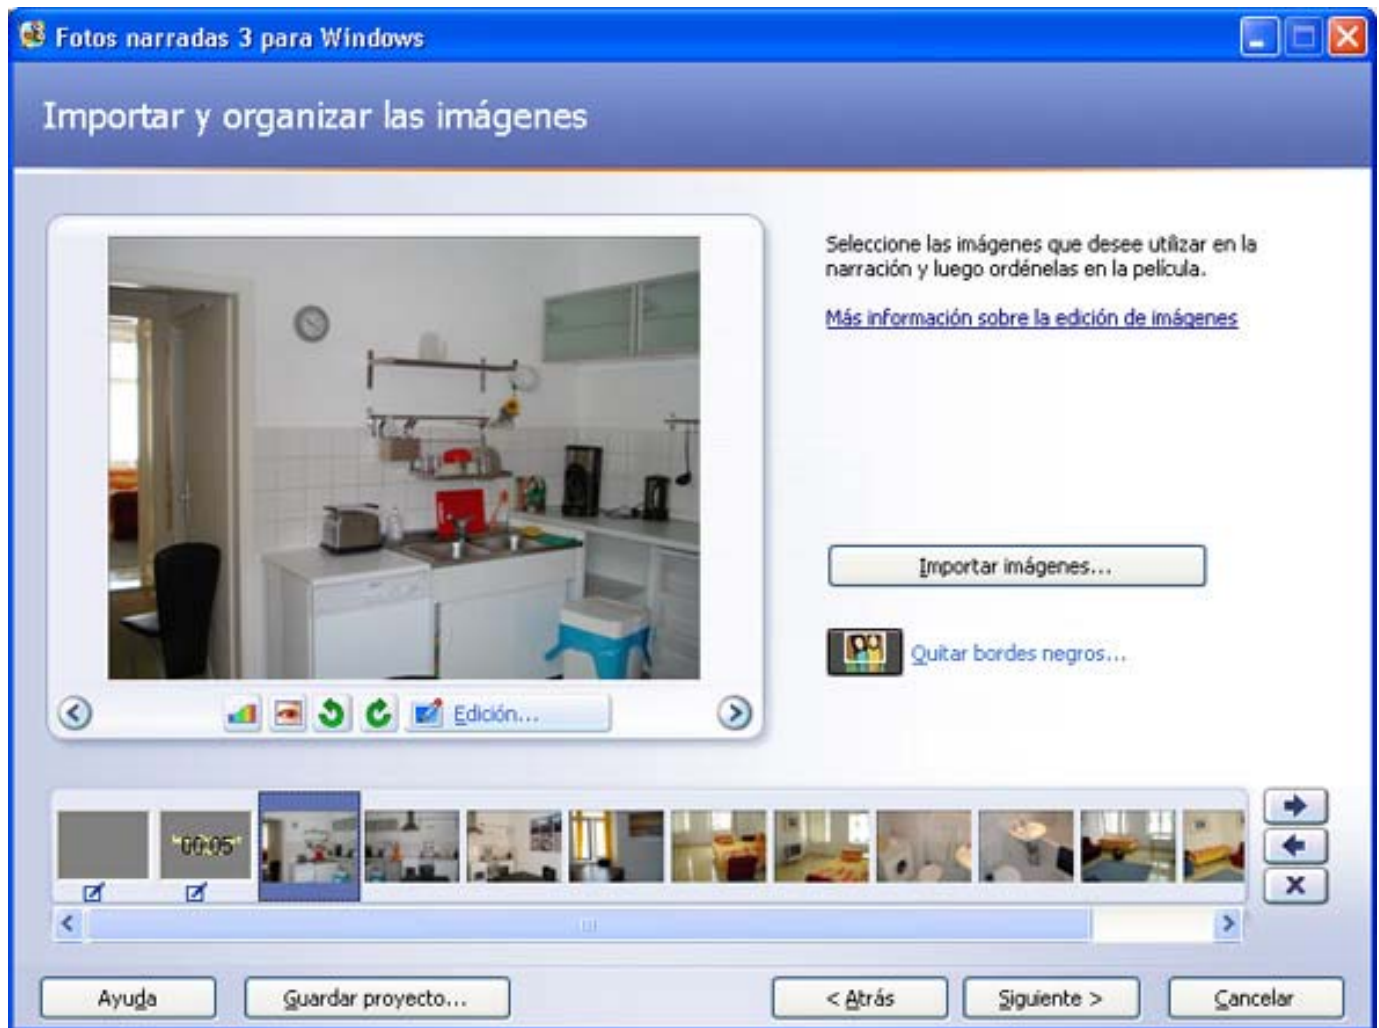 Fotos narradas 3 para Windows
Importar y organizar las imágenes
Seleccione las imágenes que desee utilizar en la
narración y luego ordénelas en la película.
Más información sobre la edición de imágenes
Importar imágenes...
Quitar bordes negros...
Edición...
"00:05"
Ayuda
Guardar proyecto...
< Atrás
Siguiente >
Cancelar